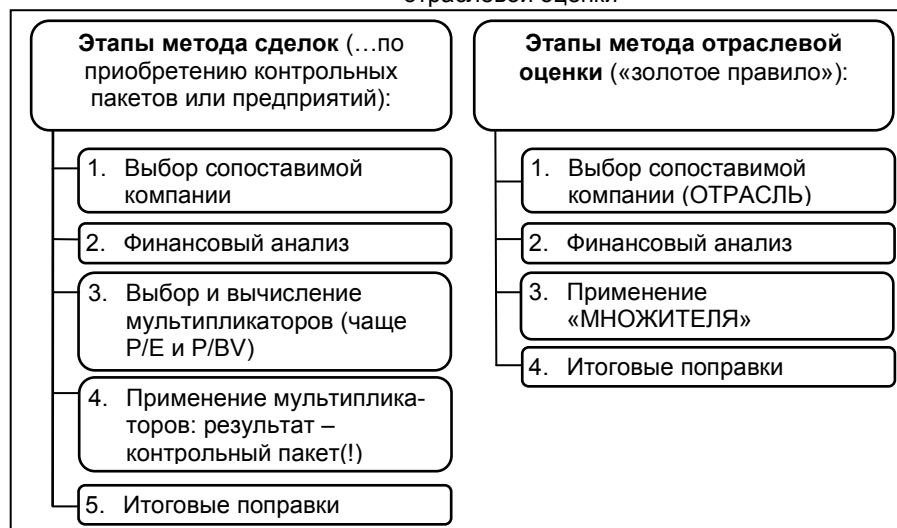 отраслевой оценки
Этапы метода сделок (…по
приобретению контрольных
пакетов или предприятий):
1. Выбор сопоставимой
компании
2. Финансовый анализ
3. Выбор и вычисление
мультипликаторов (чаще
P/E и P/BV)
4. Применение мультиплика-
торов: результат –
контрольный пакет(!)
5. Итоговые поправки
Этапы метода отраслевой
оценки («золотое правило»):
1. Выбор сопоставимой
компании (ОТРАСЛЬ)
2. Финансовый анализ
3. Применение
«МНОЖИТЕЛЯ»
4. Итоговые поправки